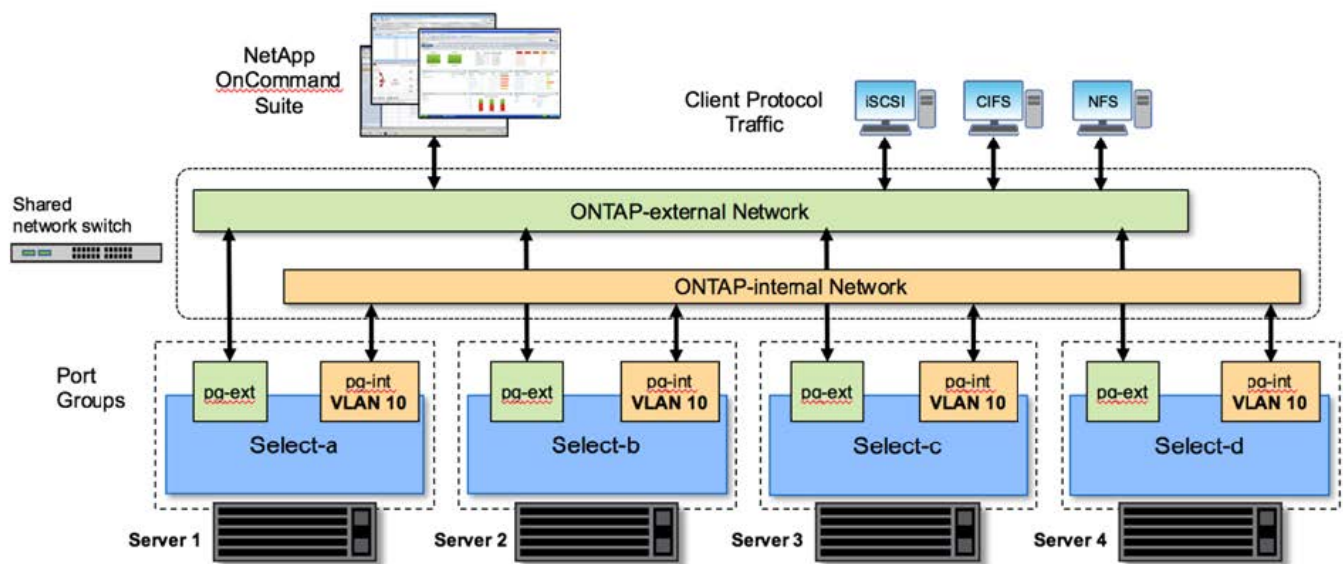 NetApp
OnCommand
Suite
Client Protocol
Traffic
iSCSI
CIFS
NFS
Shared
network switch
ONTAP-external Network
ONTAP-internal Network
Port
Groups
pg-ext
pg-int
VLAN 10
Select-a
pg-ext
pg-int
VLAN 10
Select-b
pg-ext
pg-int
VLAN 10
Select-c
pg-ext
pg-int
VLAN 10
Select-d
Server 1
Server 2
Server 3
Server 4